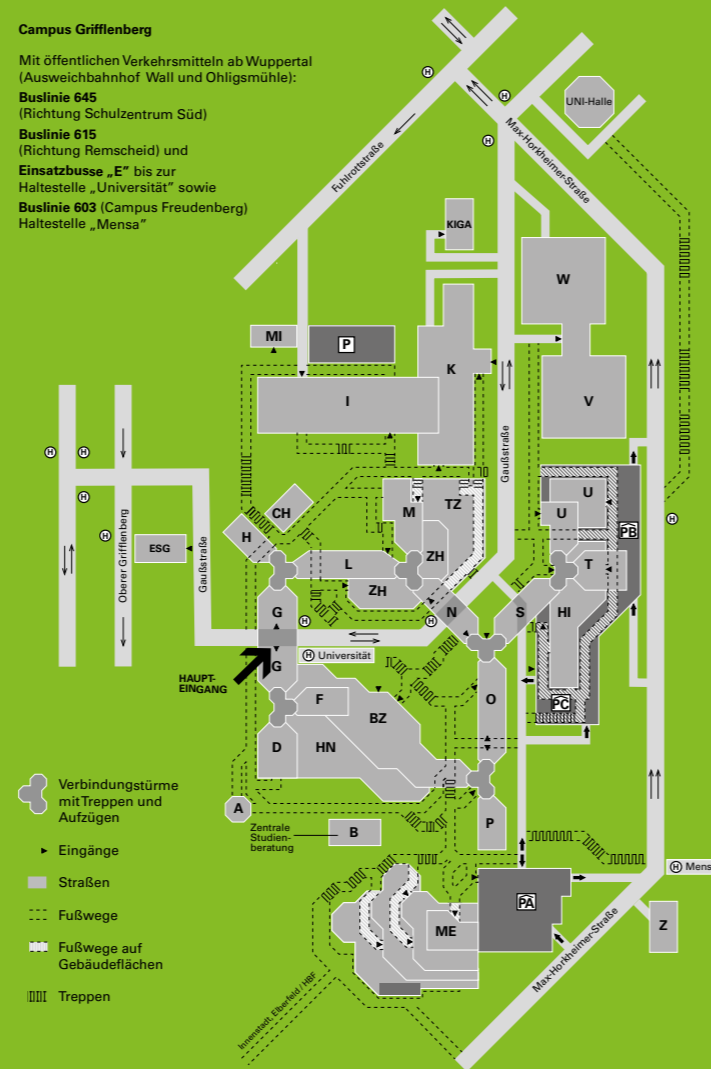 Campus Grifflenberg
Mit öffentlichen Verkehrsmitteln ab Wuppertal
(Ausweichbahnhof Wall und Ohligsmühle):
Buslinie 645
(Richtung Schulzentrum Süd)
Buslinie 615
(Richtung Remscheid) und
Einsatzbusse „E” bis zur
Haltestelle „Universität” sowie
Buslinie 603 (Campus Freudenberg)
Haltestelle „Mensa”
H
H
H
UNI-Halle
Max-Horkheimer-Straße
Fuhlrottstraße
KIGA
W
MI
P
K
I
V
Gaußstraße
H
H
H
H
ESG
Oberer Grifflenberg
Gaußstraße
CH
H
M
TZ
U
U
PB
H
L
ZH
ZH
T
G
H
H
N
S
HI
H Universität
G
HAUPT-
EINGANG
F
BZ
O
PC
D
HN
A
Zentrale
Studien-
beratung
B
P
H Mens
PA
ME
Z
Max-Horkheimer-Straße
Innenstadt, Elberfeld / HBF
Verbindungstürme
mit Treppen und
Aufzügen
Eingänge
Straßen
Fußwege
Fußwege auf
Gebäudeflächen
Treppen